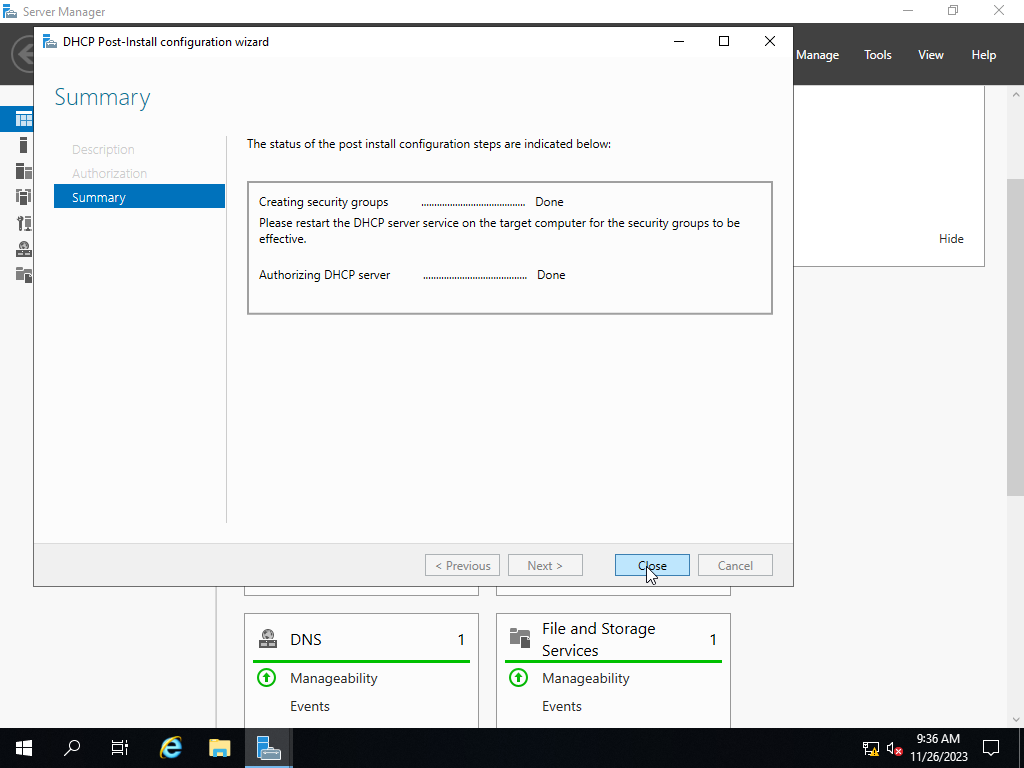 Server Manager
DHCP Post-Install configuration wizard
Manage Tools View Help
Summary
The status of the post install configuration steps are indicated below:
Description
Authorization
Summary
Creating security groups ........................................ Done
Please restart the DHCP server service on the target computer for the security groups to be
effective.
Authorizing DHCP server ........................................ Done
Hide
< Previous Next > Close Cancel
DNS 1
Manageability
Events
File and Storage
Services 1
Manageability
Events
9:36 AM
11/26/2023